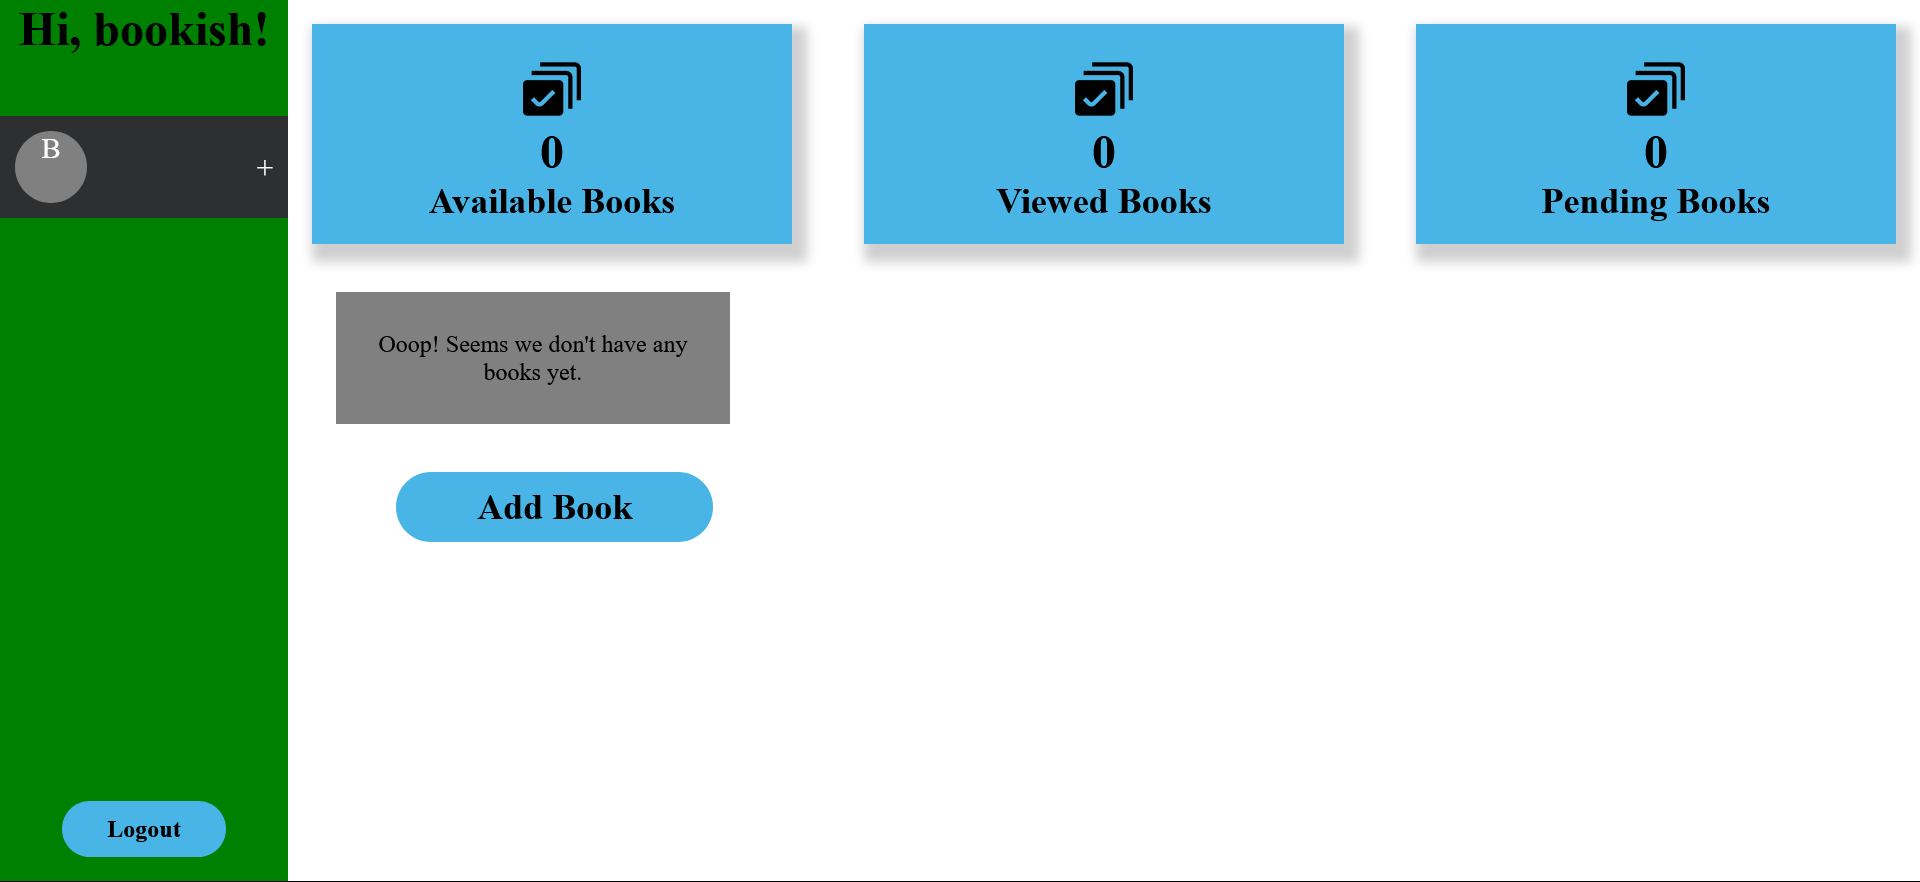 Hi, bookish!
B
+
0
Available Books
0
Viewed Books
0
Pending Books
Ooop! Seems we don't have any
books yet.
Add Book
Logout